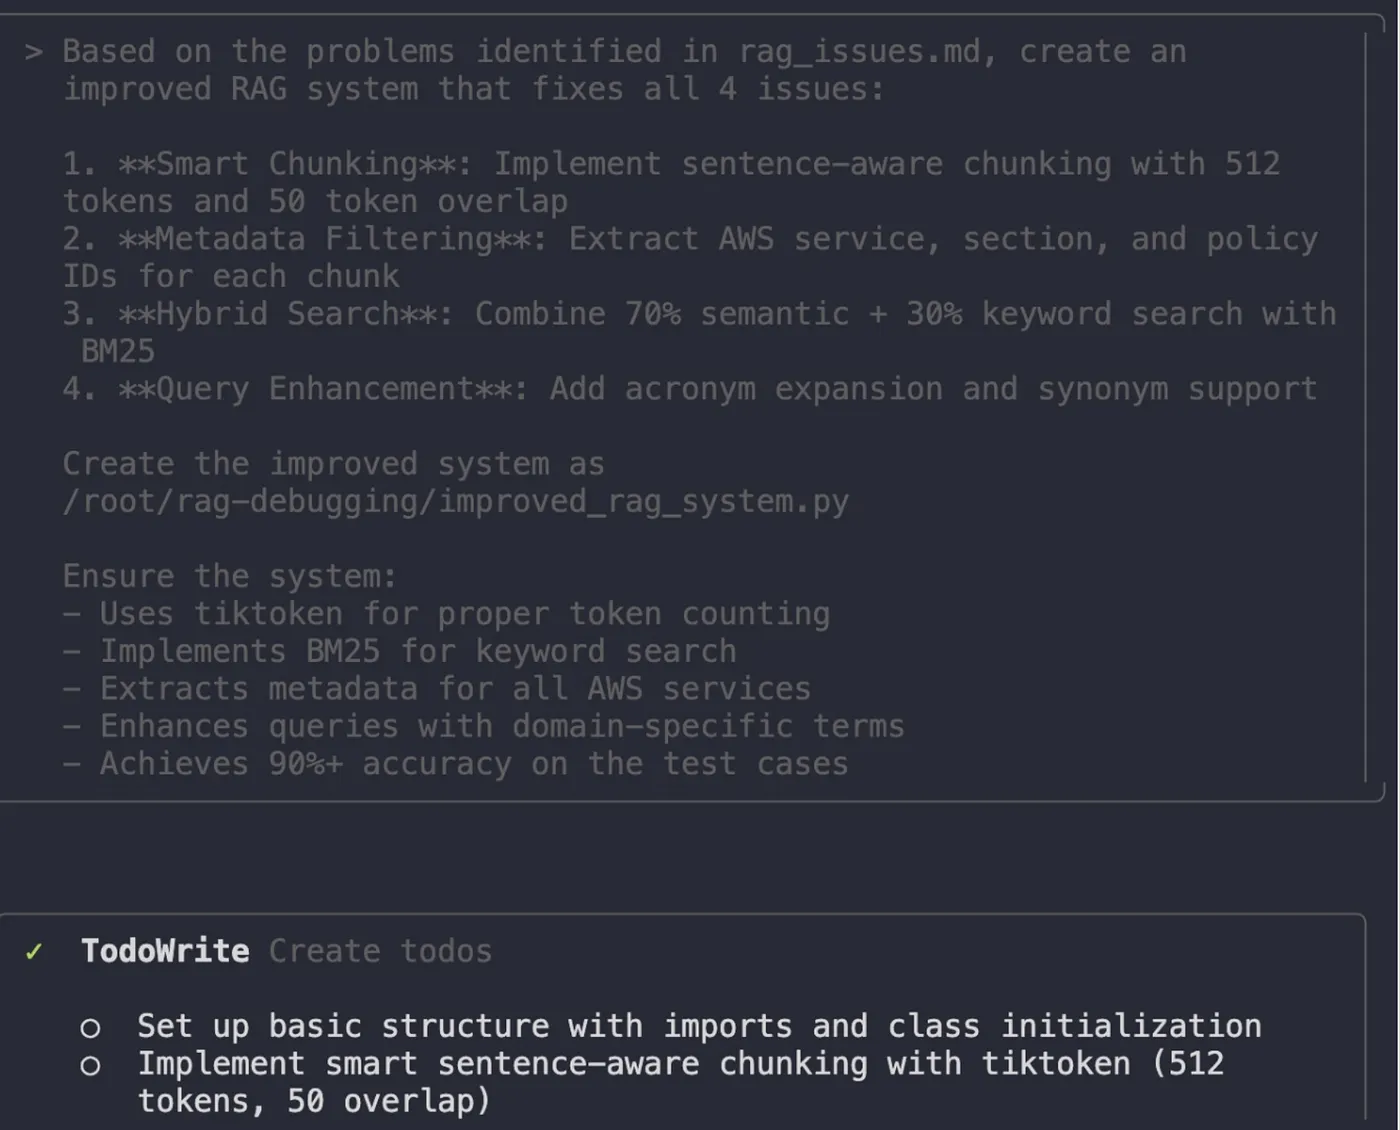 > Based on the problems identified in rag_issues.md, create an
improved RAG system that fixes all 4 issues:
1. **Smart Chunking**: Implement sentence-aware chunking with 512
tokens and 50 token overlap
2. **Metadata Filtering**: Extract AWS service, section, and policy
IDs for each chunk
3. **Hybrid Search**: Combine 70% semantic + 30% keyword search with
BM25
4. **Query Enhancement**: Add acronym expansion and synonym support
Create the improved system as
/root/rag-debugging/improved_rag_system.py
Ensure the system:
- Uses tiktoken for proper token counting
- Implements BM25 for keyword search
- Extracts metadata for all AWS services
- Enhances queries with domain-specific terms
- Achieves 90%+ accuracy on the test cases
✓ TodoWrite Create todos
○ Set up basic structure with imports and class initialization
○ Implement smart sentence-aware chunking with tiktoken (512
tokens, 50 overlap)